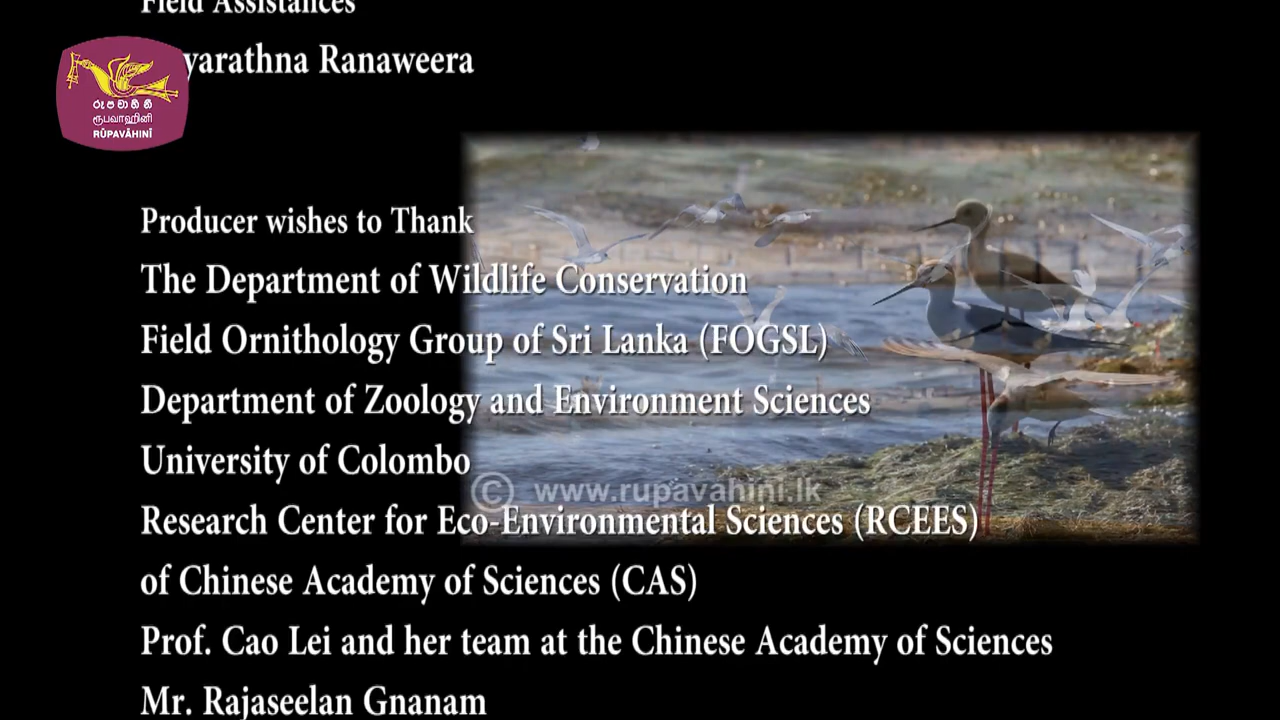 Field Assistances
yarathna Ranaweera
රූපවාහිනී
ரூபவாஹினி
RŪPAVĀHINĪ
Producer wishes to Thank
The Department of Wildlife Conservation
Field Ornithology Group of Sri Lanka (FOGSL)
Department of Zoology and Environment Sciences
University of Colombo
© www.rupavahini.lk
Research Center for Eco-Environmental Sciences (RCEES)
of Chinese Academy of Sciences (CAS)
Prof. Cao Lei and her team at the Chinese Academy of Sciences
Mr. Rajaseelan Gnanam